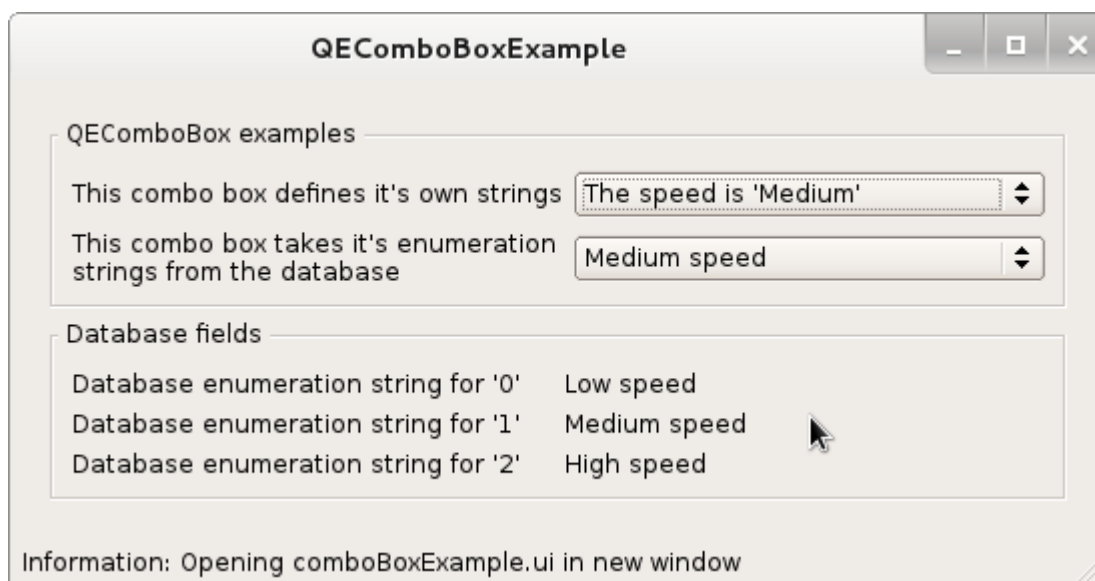 QEComboBoxExample
QEComboBox examples
This combo box defines it's own strings
The speed is 'Medium'
This combo box takes it's enumeration
strings from the database
Medium speed
Database fields
Database enumeration string for '0' Low speed
Database enumeration string for '1' Medium speed
Database enumeration string for '2' High speed
Information: Opening comboBoxExample.ui in new window